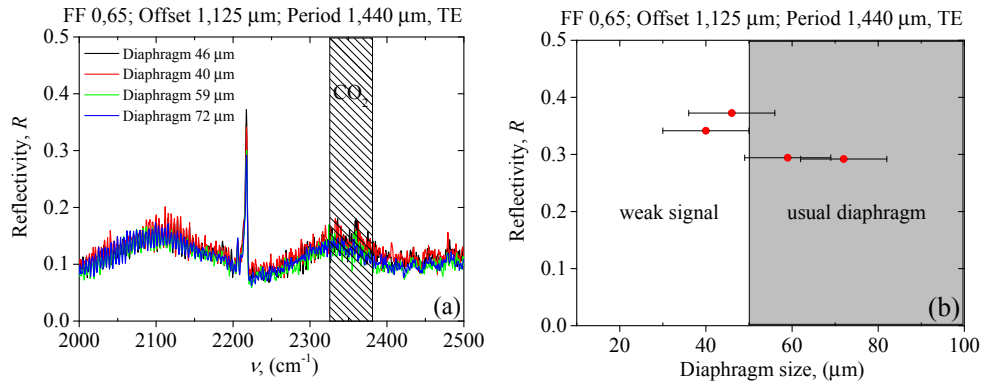 FF 0,65; Offset 1,125 μm; Period 1,440 μm, TE
0.5
0.4
0.3
0.2
0.1
0.0
Reflectivity, R
Diaphragm 46 μm
Diaphragm 40 μm
Diaphragm 59 μm
Diaphragm 72 μm
CO₂
(a)
2000 2100 2200 2300 2400 2500
ν, (cm⁻¹)
FF 0,65; Offset 1,125 μm; Period 1,440 μm, TE
0.5
0.4
0.3
0.2
0.1
0.0
Reflectivity, R
weak signal usual diaphragm
(b)
20 40 60 80 100
Diaphragm size, (μm)